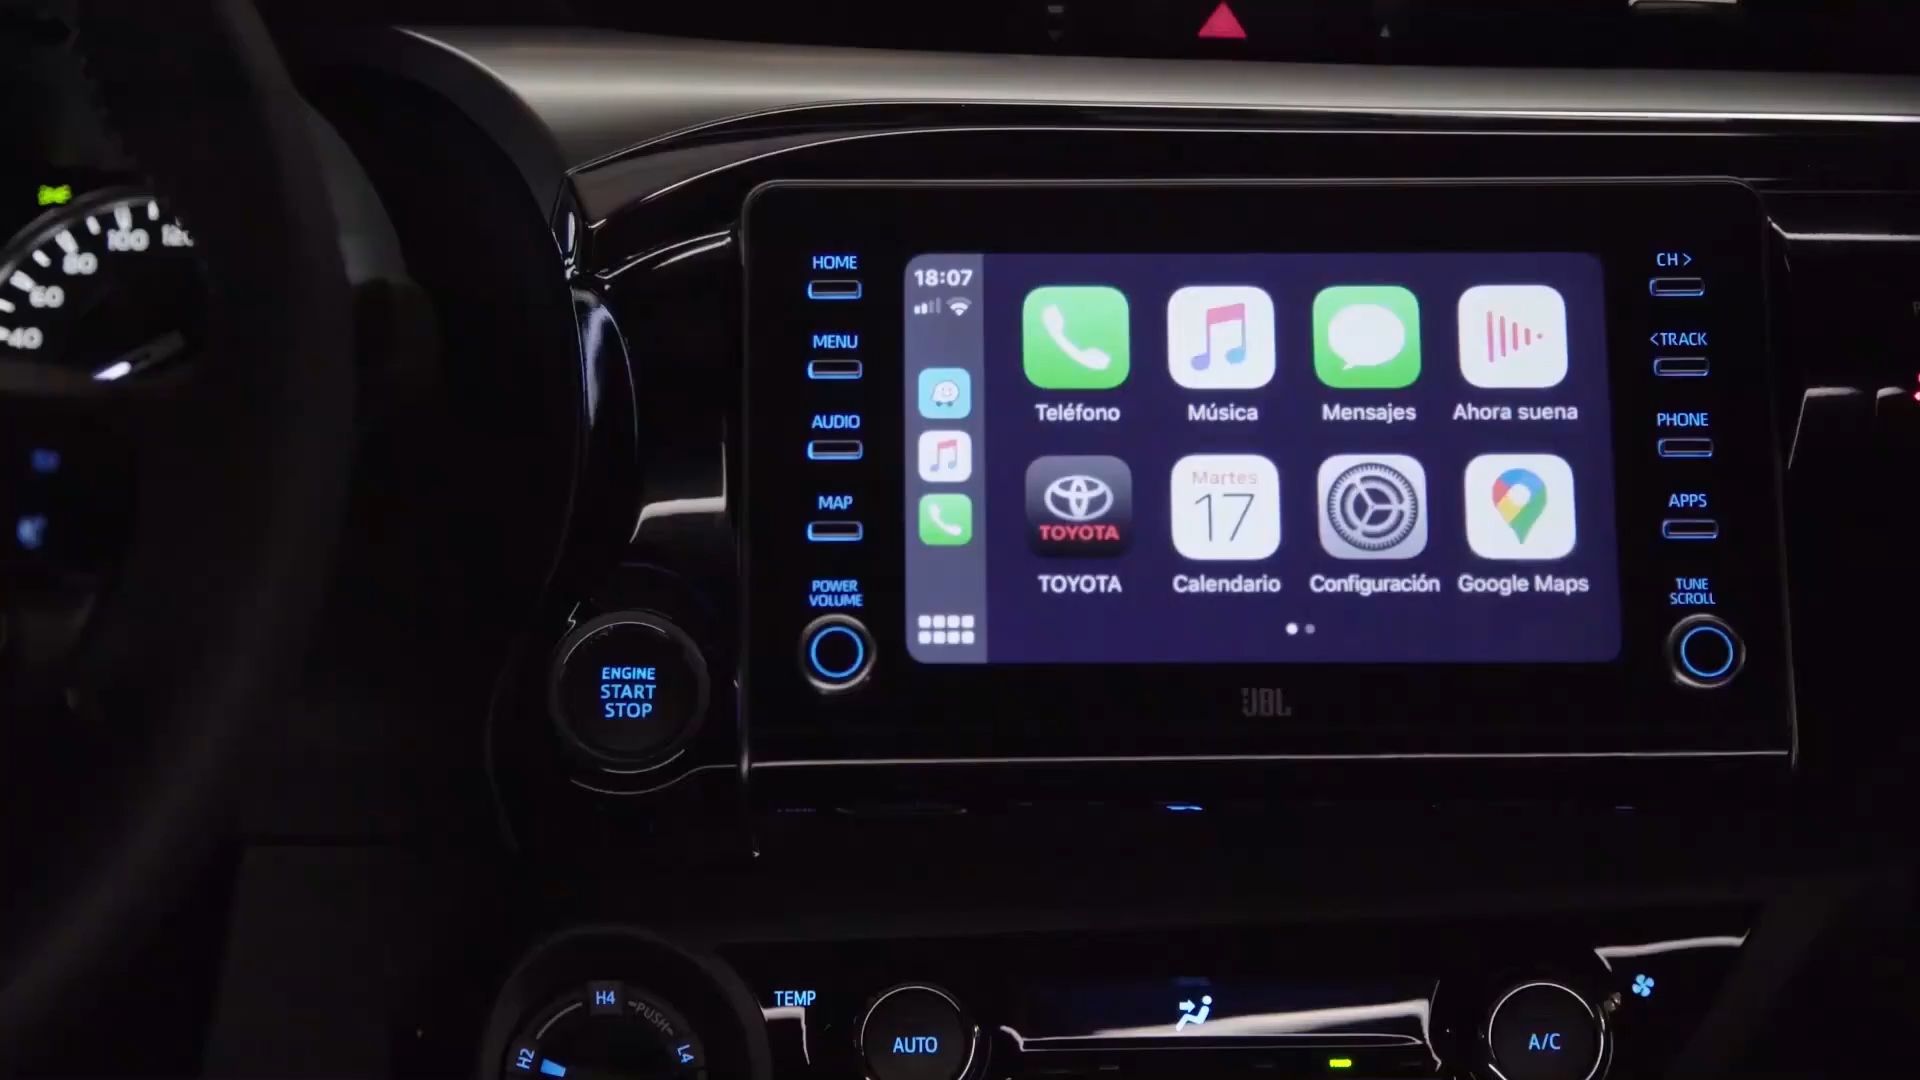 HOME
MENU
AUDIO
MAP
POWER
VOLUME
18:07
Teléfono
Música
Mensajes
Ahora suena
TOYOTA
Martes
17
TOYOTA
Calendario
Configuración
Google Maps
JBL
CH >
<TRACK
PHONE
APPS
TUNE
SCROLL
ENGINE
START
STOP
40
60
80
100
120
H2
H4
PUSH
L4
TEMP
AUTO
A/C